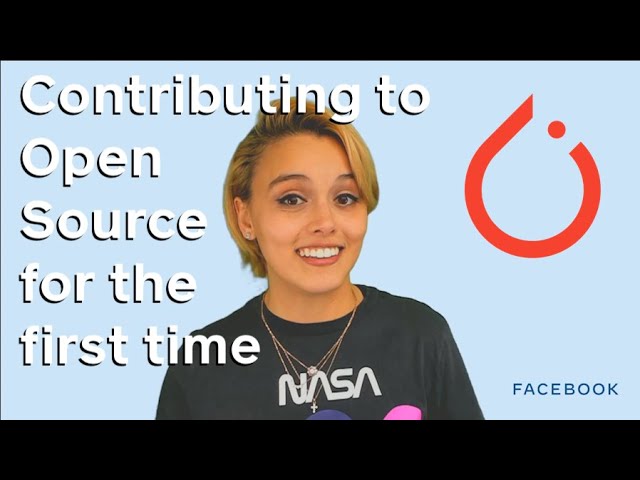 Contributing to
Open
Source
for the
first time
NASA
FACEBOOK